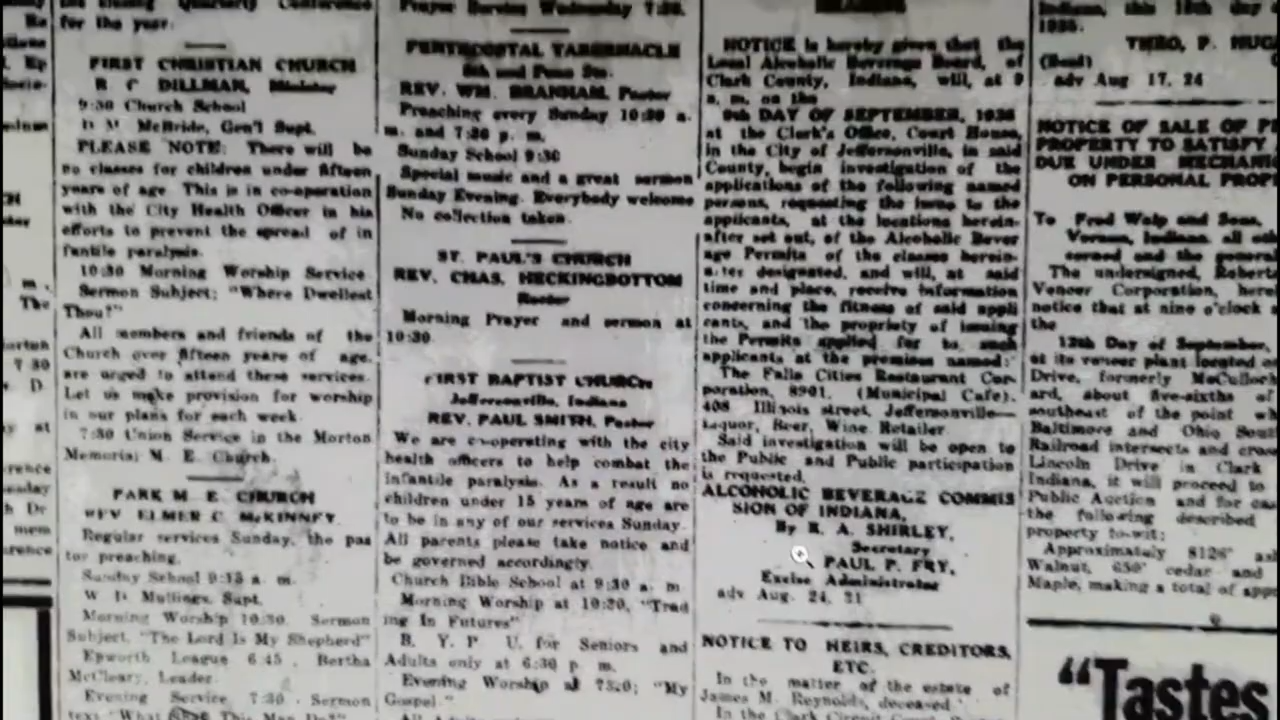 for the year.
FIRST CHRISTIAN CHURCH
R C DILLMAN, Minister
9:30 Church School
D M McBride, Gen'l Supt.
PLEASE NOTE: There will be
no classes for children under fifteen
years of age This is in co-operation
with the City Health Officer in his
efforts to prevent the spread of in
fantile paralysis.
10:30 Morning Worship Service
Sermon Subject; "Where Dwellest
Thou?"
All members and friends of the
Church over fifteen years of age,
are urged to attend these services.
Let us make provision for worship
in our plans for each week
7:30 Union Service in the Morton
Memorial M. E. Church.
PARK M E CHURCH
REV ELMER C McKINNEY
Regular services Sunday, the pas
tor preaching.
Sunday School 9:15 a. m.
W D Mullings, Supt.
Morning Worship 10:30. Sermon
Subject, "The Lord Is My Shepherd"
Epworth League 6:45, Bertha
McCleary, Leader
Evening Service, 7:30 - Sermon
Prayer Service Wednesday 7:30.
PENTECOSTAL TABERNACLE
8th and Penn Sts.
REV. WM. BRANHAM, Pastor
Preaching every Sunday 10:30 a.
m. and 7:30 p. m.
Sunday School 9:30
Special music and a great sermon
Sunday Evening. Everybody welcome
No collection taken.
ST. PAUL'S CHURCH
REV. CHAS. HECKINGBOTTOM
Rector
Morning Prayer and sermon at
10:30.
FIRST BAPTIST CHURCH
Jeffersonville, Indiana
REV. PAUL SMITH, Pastor
We are co-operating with the city
health officers to help combat the
infantile paralysis. As a result no
children under 15 years of age are
to be in any of our services Sunday.
All parents please take notice and
be governed accordingly.
Church Bible School at 9:30 a. m
Morning Worship at 10:30, "Trad
ing In Futures"
B. Y. P U. for Seniors and
Adults only at 6:30 p m.
Evening Worship at 7:30; "My
Gospel."
NOTICE is hereby given that the
Local Alcoholic Beverage Board, of
Clark County, Indiana, will, at 9
a. m. on the
DAY OF SEPTEMBER, 1936
at the Clerk's Office, Court House,
in the City of Jeffersonville, in said
County, begin investigation of the
applications of the following named
persons, requesting the issue to the
applicants, at the locations herein-
after set out, of the Alcoholic Bever
age Permits of the classes herein-
after designated, and will, at said
time and place, receive information
concerning the fitness of said appli
cants, and the propriety of issuing
the Permits applied for to such
applicants at the premises named:
The Falls Cities Restaurant Cor-
poration, 8901, (Municipal Cafe),
408 Illinois street, Jeffersonville—
Liquor, Beer, Wine Retailer
Said investigation will be open to
the Public and Public participation
is requested.
ALCOHOLIC BEVERAGE COMMIS
SION OF INDIANA,
By R. A. SHIRLEY,
Secretary
PAUL P. FRY,
Excise Administrator
adv Aug. 24, 31
NOTICE TO HEIRS, CREDITORS,
ETC.
In the matter of the estate of
James M. Reynolds, deceased
Indiana, this 15th day
THEO. P.
(Seal)
adv Aug 17, 24
NOTICE OF SALE OF
PROPERTY TO SATISFY
DUE UNDER
ON PERSONAL
To Fred Walp and Sons,
Vernon, Indiana all
and the general
The undersigned,
Veneer Corporation,
notice that at nine o'clock
the
12th Day of September,
at its veneer plant located
Drive, formerly
ard, about five-sixths of
southeast of the point
Baltimore and Ohio
Railroad intersects and
Lincoln Drive in Clark
Indiana, it will proceed to
Public Auction and for
the following described
property to-wit:
Approximately 8126'
Walnut, 650' cedar and
Maple, making a total of
"Tastes